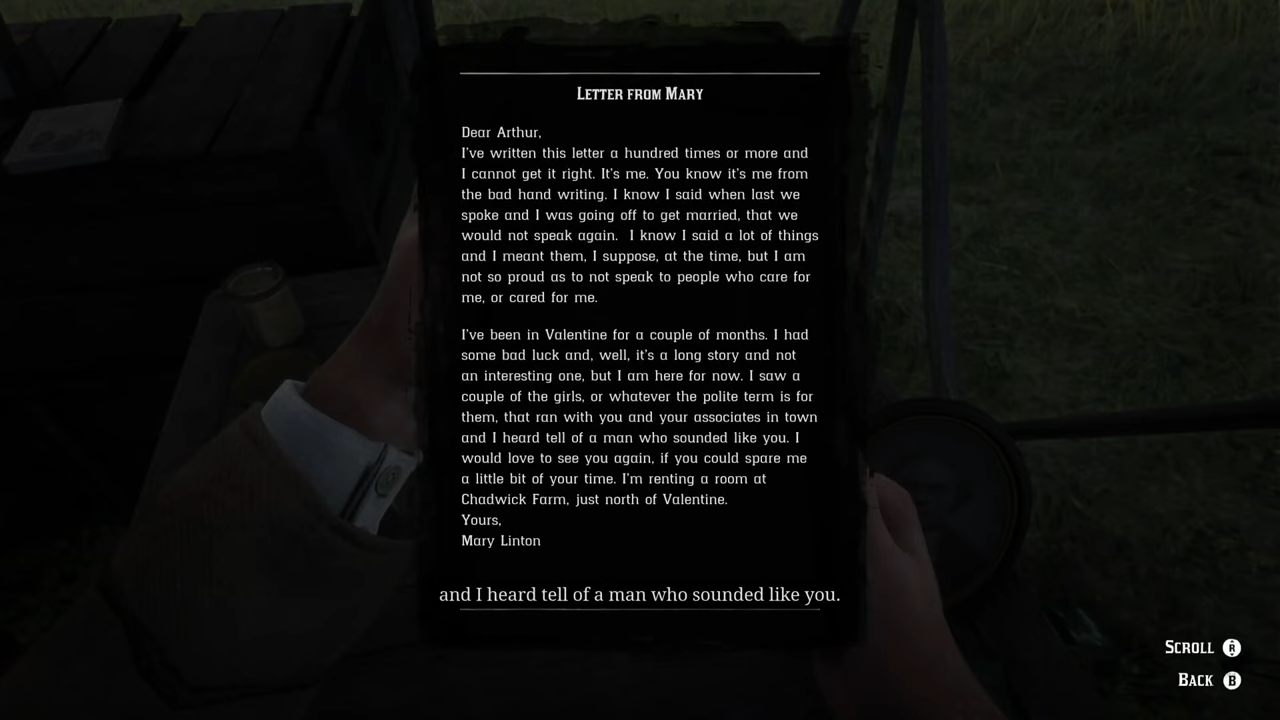 Letter from Mary
Dear Arthur,
I've written this letter a hundred times or more and
I cannot get it right. It's me. You know it's me from
the bad hand writing. I know I said when last we
spoke and I was going off to get married, that we
would not speak again.  I know I said a lot of things
and I meant them, I suppose, at the time, but I am
not so proud as to not speak to people who care for
me, or cared for me.
I've been in Valentine for a couple of months. I had
some bad luck and, well, it's a long story and not
an interesting one, but I am here for now. I saw a
couple of the girls, or whatever the polite term is for
them, that ran with you and your associates in town
and I heard tell of a man who sounded like you. I
would love to see you again, if you could spare me
a little bit of your time. I'm renting a room at
Chadwick Farm, just north of Valentine.
Yours,
Mary Linton
and I heard tell of a man who sounded like you.
Scroll R
Back B